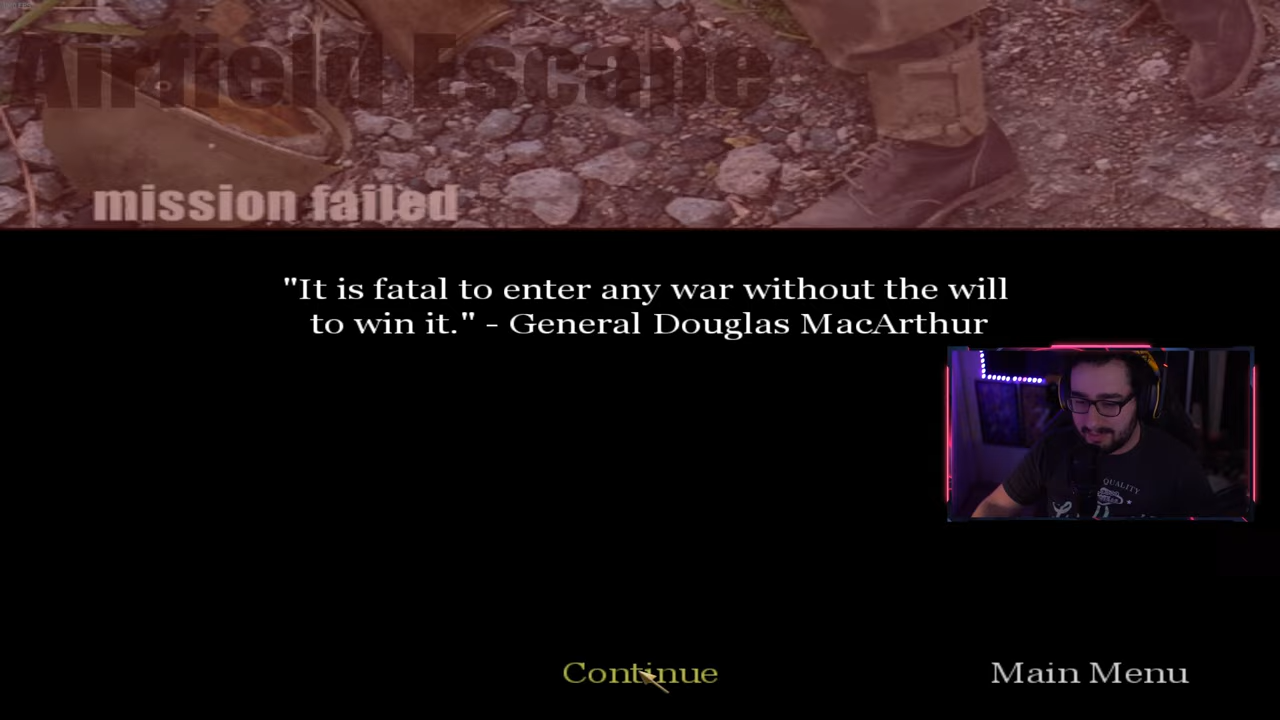 Airfield Escape
mission failed
"It is fatal to enter any war without the will
to win it." - General Douglas MacArthur
QUALITY
Continue
Main Menu